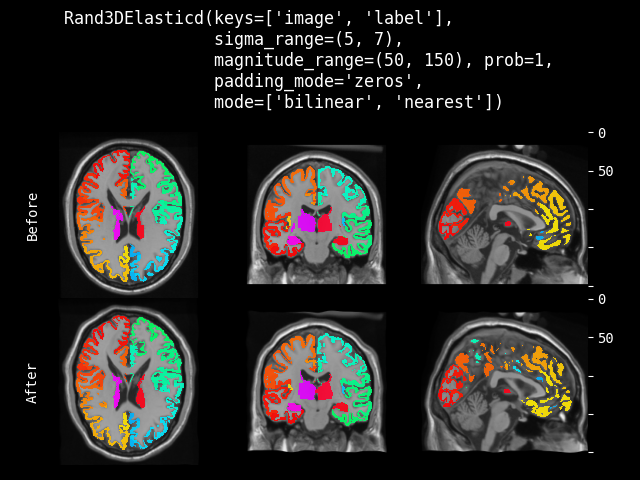 Rand3DElasticd(keys=['image', 'label'],
sigma_range=(5, 7),
magnitude_range=(50, 150), prob=1,
padding_mode='zeros',
mode=['bilinear', 'nearest'])
Before
0
50
After
0
50